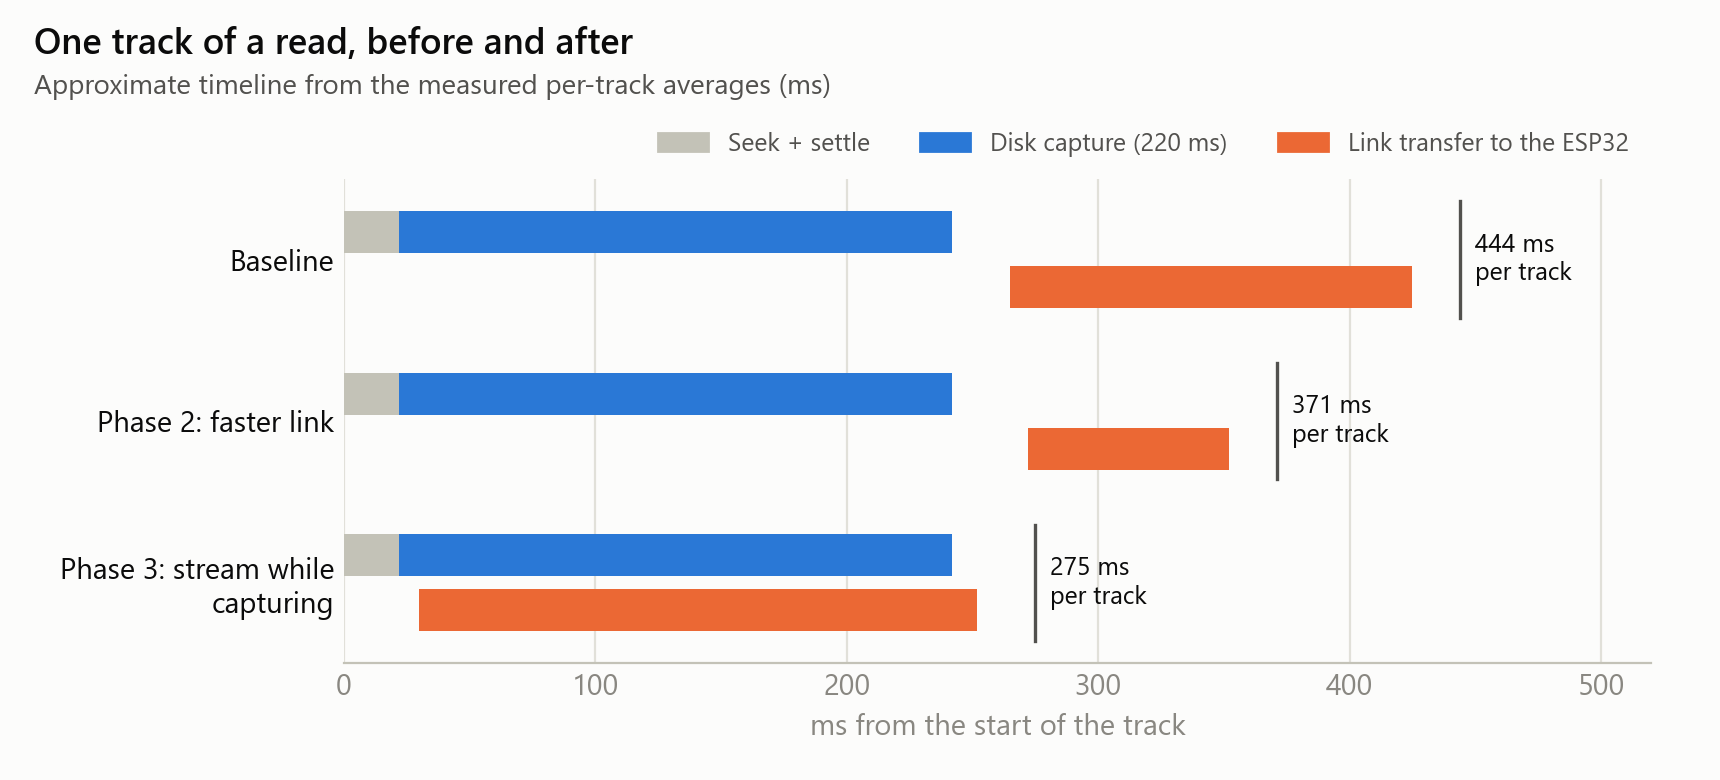 One track of a read, before and after
Approximate timeline from the measured per-track averages (ms)
Seek + settle
Disk capture (220 ms)
Link transfer to the ESP32
Baseline
444 ms
per track
Phase 2: faster link
371 ms
per track
Phase 3: stream while
capturing
275 ms
per track
0
100
200
300
400
500
ms from the start of the track